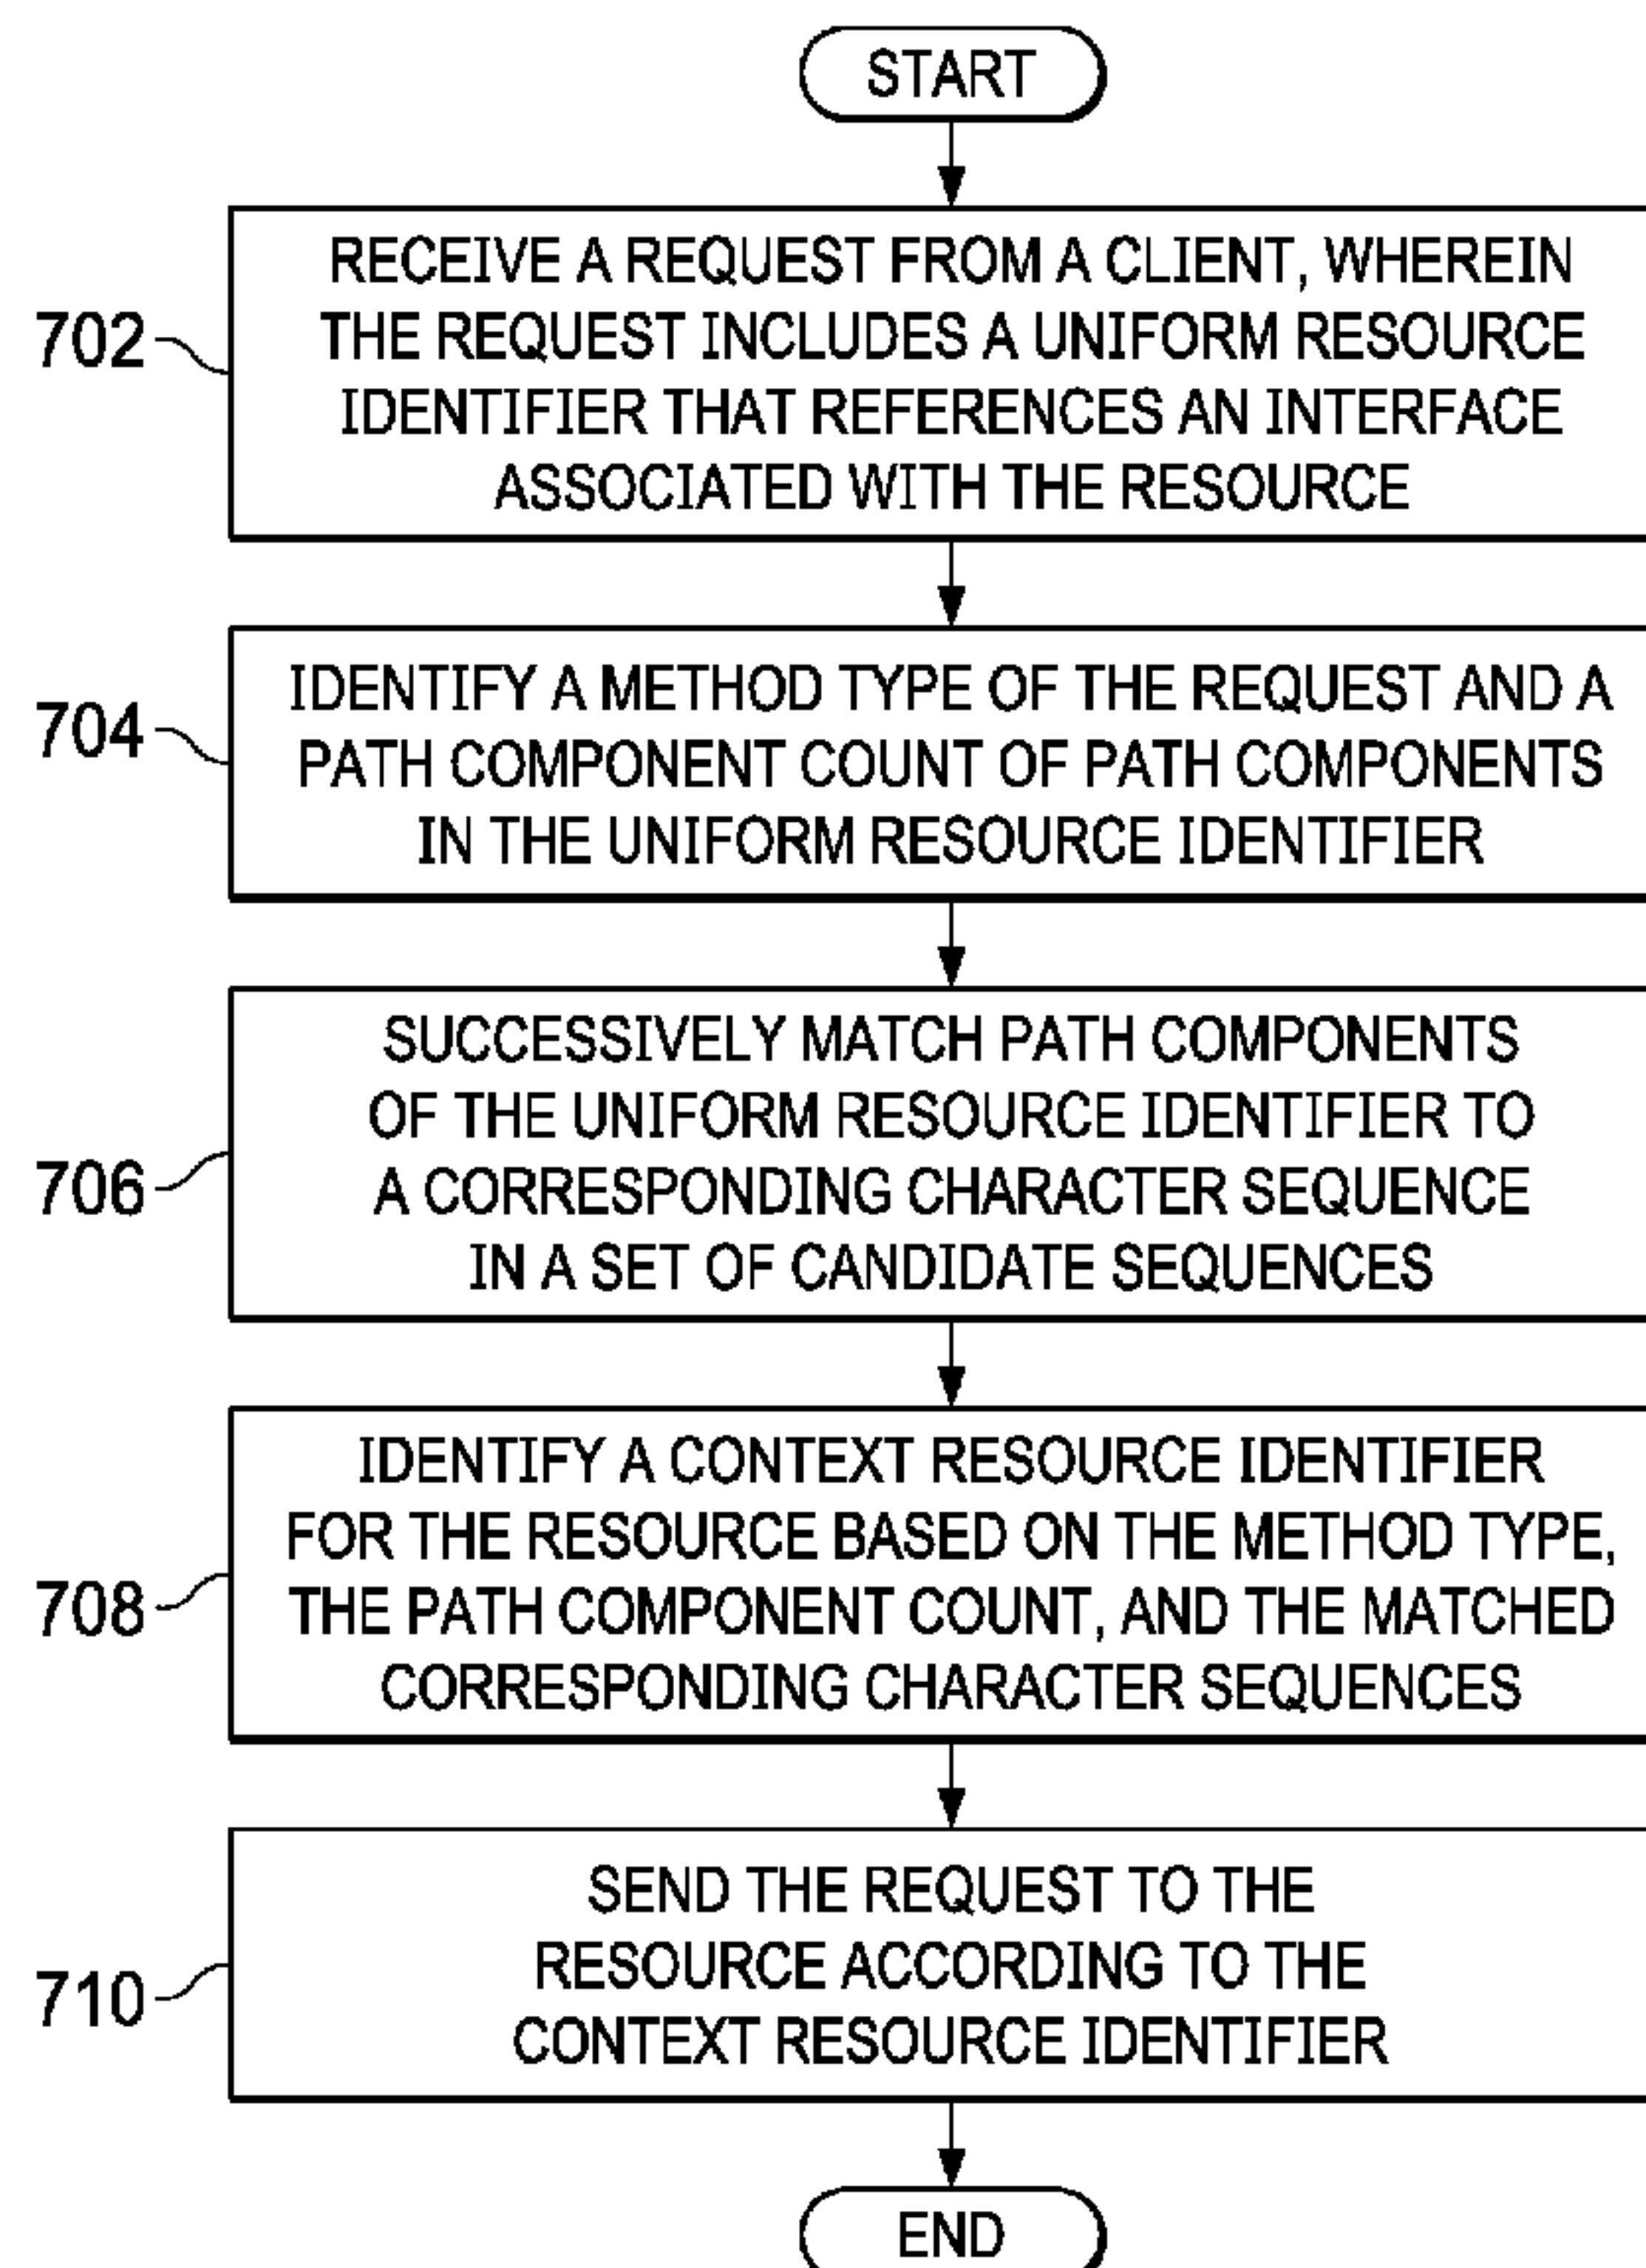 START
702
RECEIVE A REQUEST FROM A CLIENT, WHEREIN
THE REQUEST INCLUDES A UNIFORM RESOURCE
IDENTIFIER THAT REFERENCES AN INTERFACE
ASSOCIATED WITH THE RESOURCE
704
IDENTIFY A METHOD TYPE OF THE REQUEST AND A
PATH COMPONENT COUNT OF PATH COMPONENTS
IN THE UNIFORM RESOURCE IDENTIFIER
706
SUCCESSIVELY MATCH PATH COMPONENTS
OF THE UNIFORM RESOURCE IDENTIFIER TO
A CORRESPONDING CHARACTER SEQUENCE
IN A SET OF CANDIDATE SEQUENCES
708
IDENTIFY A CONTEXT RESOURCE IDENTIFIER
FOR THE RESOURCE BASED ON THE METHOD TYPE,
THE PATH COMPONENT COUNT, AND THE MATCHED
CORRESPONDING CHARACTER SEQUENCES
710
SEND THE REQUEST TO THE
RESOURCE ACCORDING TO THE
CONTEXT RESOURCE IDENTIFIER
END